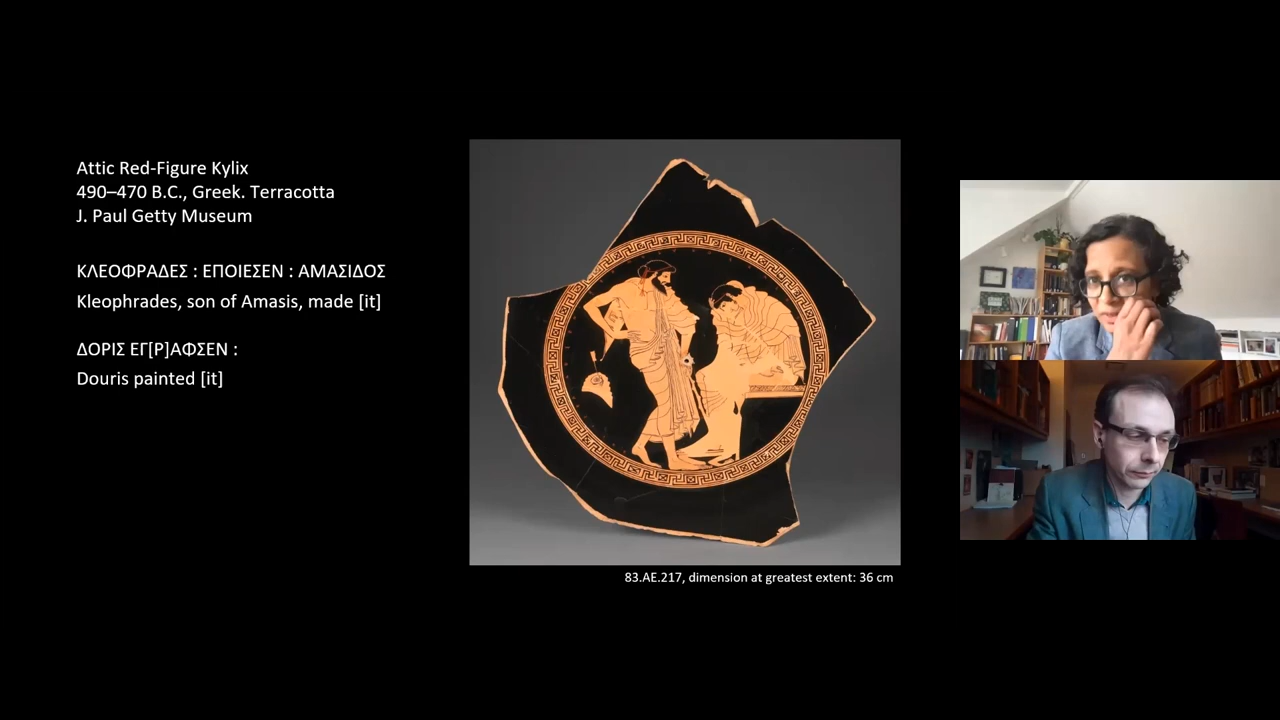 Attic Red-Figure Kylix
490–470 B.C., Greek. Terracotta
J. Paul Getty Museum
ΚΛΕΟΦΡΑΔΕΣ : ΕΠΟΙΕΣΕΝ : ΑΜΑΣΙΔΟΣ
Kleophrades, son of Amasis, made [it]
ΔΟΡΙΣ ΕΓ[Ρ]ΑΦΣΕΝ :
Douris painted [it]
83.AE.217, dimension at greatest extent: 36 cm